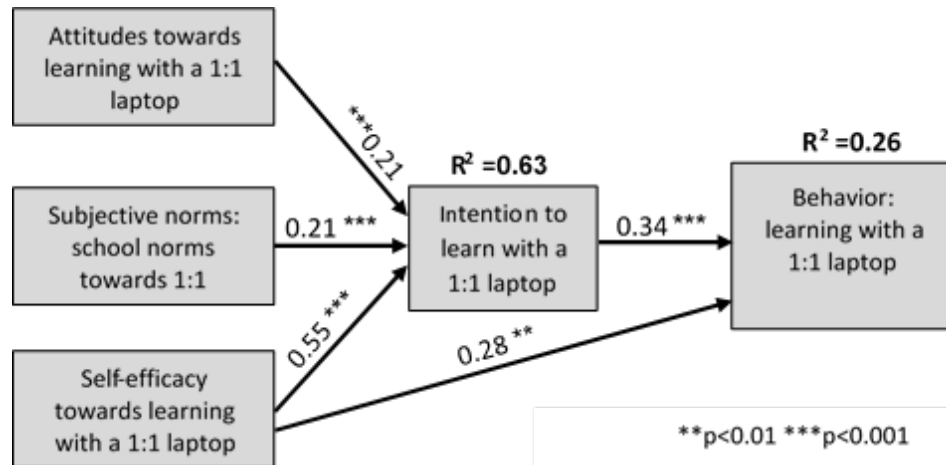 Attitudes towards
learning with a 1:1
laptop
***0.21
R² =0.63
R² =0.26
Subjective norms:
school norms
towards 1:1
0.21 ***
Intention to
learn with a
1:1 laptop
0.34 ***
Behavior:
learning with a
1:1 laptop
0.55 ***
0.28 **
Self-efficacy
towards learning
with a 1:1 laptop
**p<0.01 ***p<0.001